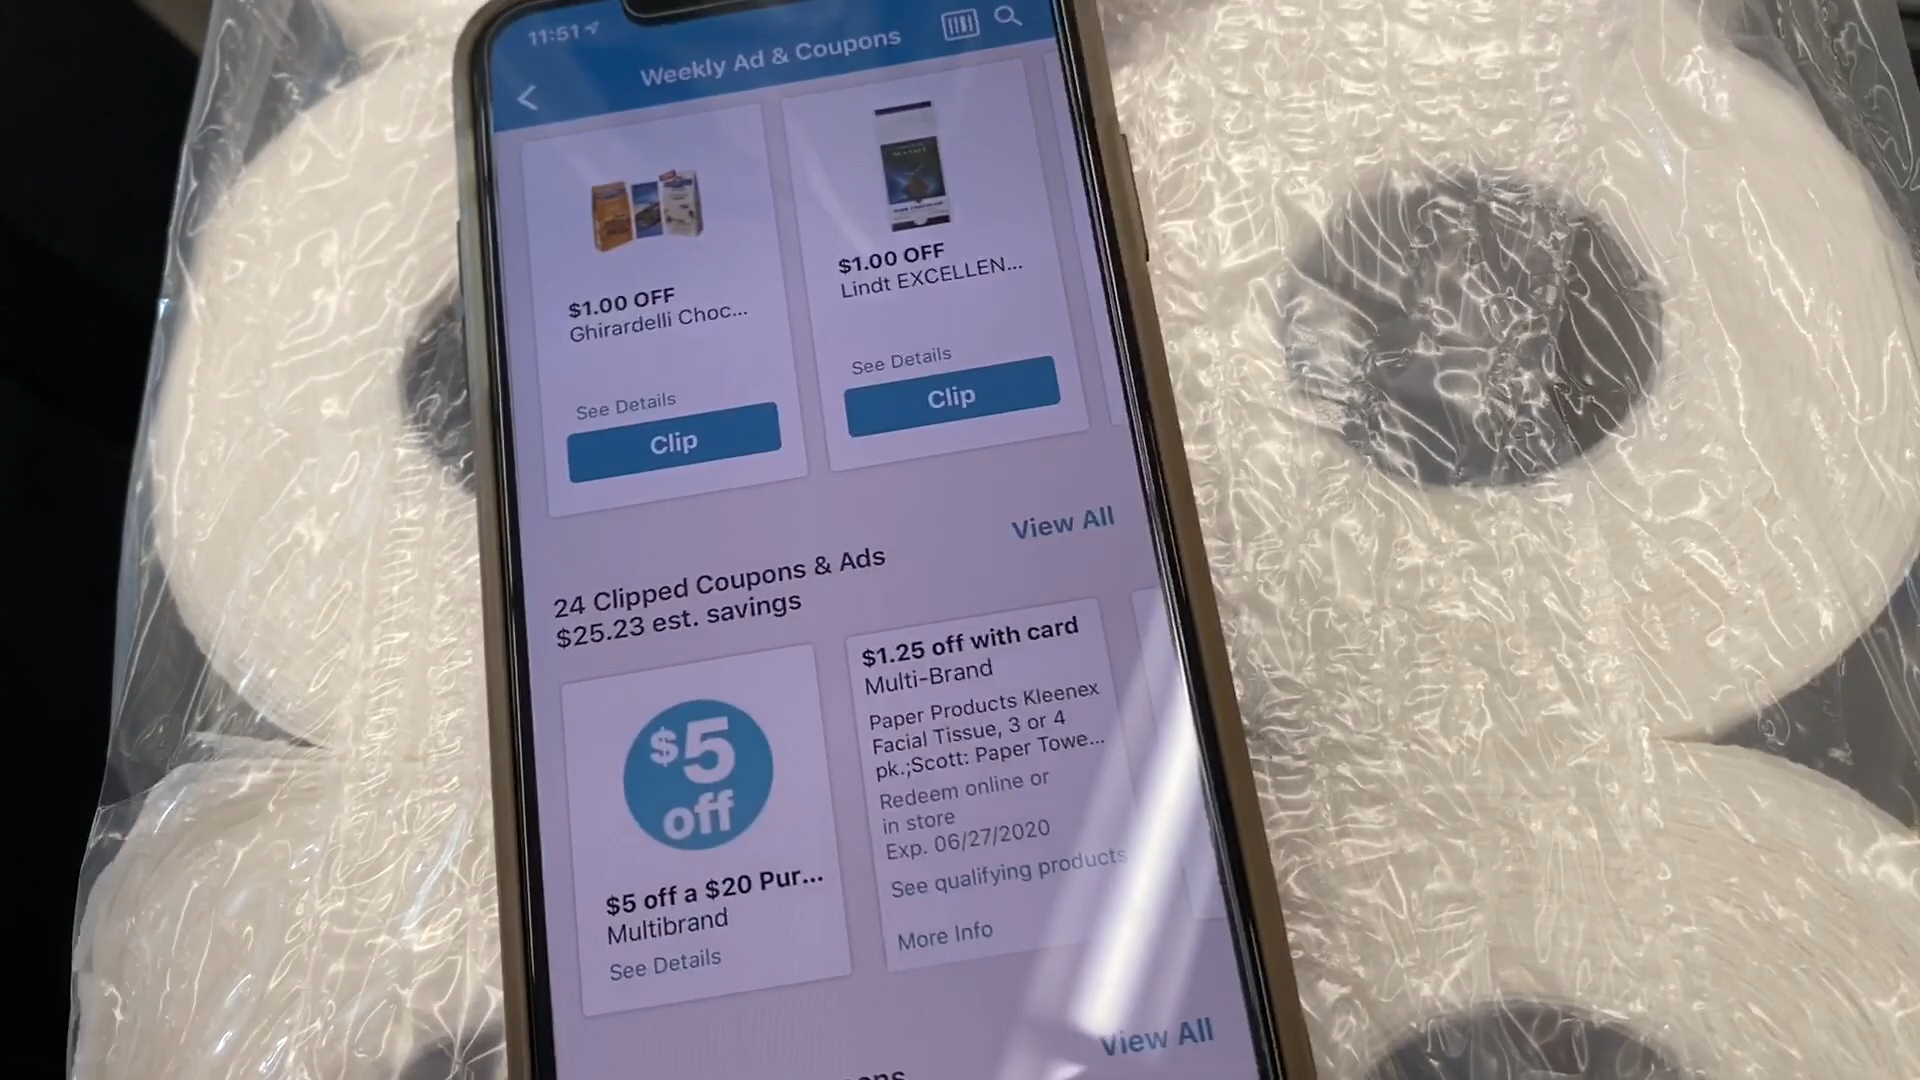 11:51
Weekly Ad & Coupons
$1.00 OFF
Ghirardelli Choc...
See Details
Clip
$1.00 OFF
Lindt EXCELLEN...
See Details
Clip
View All
24 Clipped Coupons & Ads
$25.23 est. savings
$5
off
$5 off a $20 Pur...
Multibrand
See Details
$1.25 off with card
Multi-Brand
Paper Products Kleenex
Facial Tissue, 3 or 4
pk.;Scott: Paper Towe...
Redeem online or
in store
Exp. 06/27/2020
See qualifying products
More Info
View All